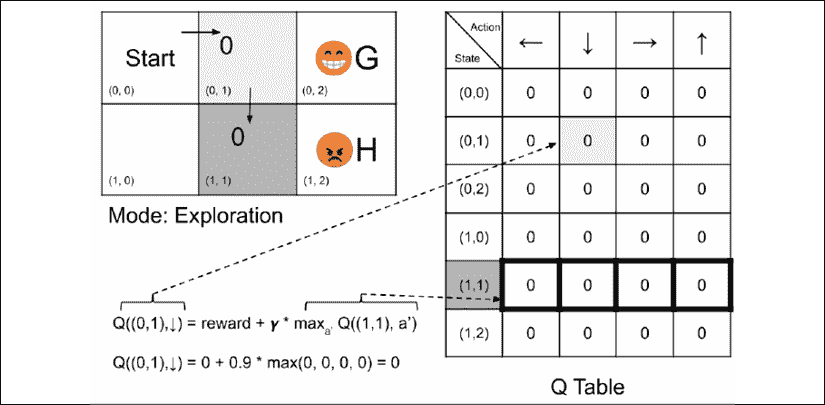 Start
0
G
(0, 0)
(0, 1)
(0, 2)
0
H
(1, 0)
(1, 1)
(1, 2)
Mode: Exploration
Q((0,1),↓) = reward + γ * maxa' Q((1,1), a')
Q((0,1),↓) = 0 + 0.9 * max(0, 0, 0, 0) = 0
Action
State
← ↓ → ↑
(0,0) 0 0 0 0
(0,1) 0 0 0 0
(0,2) 0 0 0 0
(1,0) 0 0 0 0
(1,1) 0 0 0 0
(1,2) 0 0 0 0
Q Table